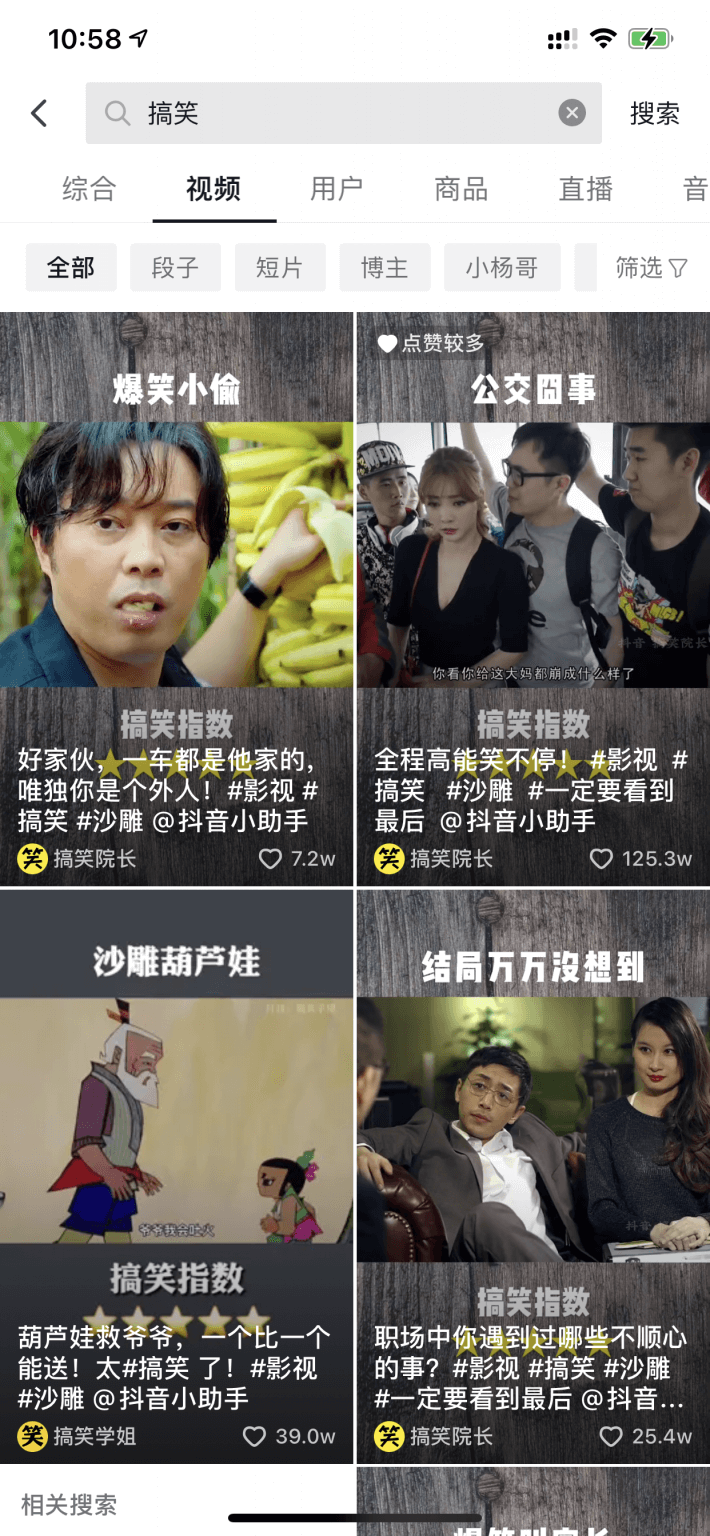 10:58
搞笑
搜索
综合
视频
用户
商品
直播
音
全部
段子
短片
博主
小杨哥
筛选
爆笑小偷
搞笑指数
好家伙，一车都是他家的，
唯独你是个外人！#影视 #
搞笑 #沙雕 @抖音小助手
笑
搞笑院长
7.2w
点赞较多
公交囧事
MDN
抖音 搞笑院长
你看你给这大妈都崩成什么样了
搞笑指数
全程高能笑不停！ #影视 #
搞笑 #沙雕 #一定要看到
最后 @抖音小助手
笑
搞笑院长
125.3w
沙雕葫芦娃
爷爷我会吐火
搞笑指数
葫芦娃救爷爷，一个比一个
能送！太#搞笑 了！#影视
#沙雕 @抖音小助手
笑
搞笑学姐
39.0w
结局万万没想到
抖音
搞笑指数
职场中你遇到过哪些不顺心
的事？#影视 #搞笑 #沙雕
#一定要看到最后 @抖音...
笑
搞笑院长
25.4w
相关搜索